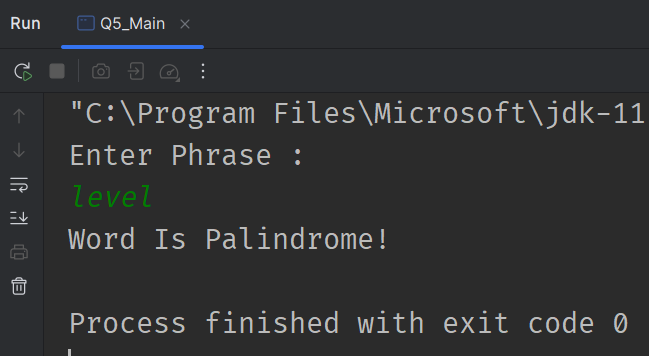 Run Q5_Main
"C:\Program Files\Microsoft\jdk-11
Enter Phrase :
level
Word Is Palindrome!
Process finished with exit code 0